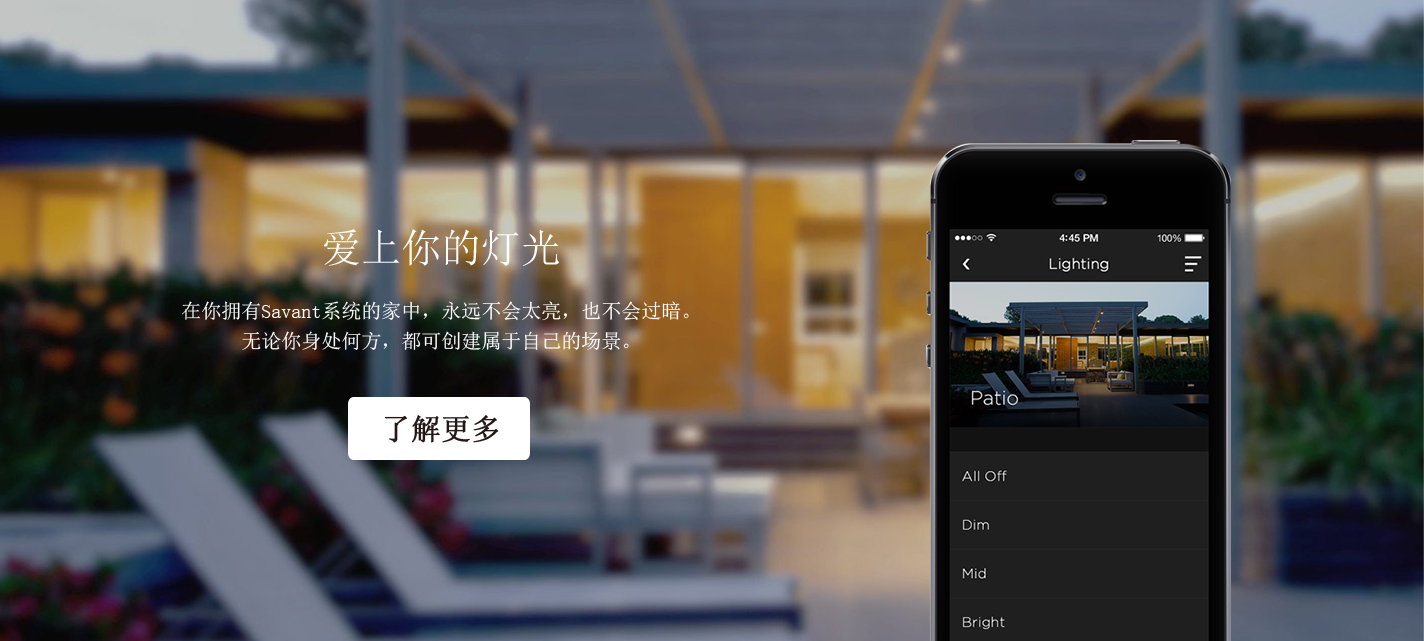 爱上你的灯光
在你拥有Savant系统的家中，永远不会太亮，也不会过暗。
无论你身处何方，都可创建属于自己的场景。
了解更多
4:45 PM
100%
Lighting
Patio
All Off
Dim
Mid
Bright